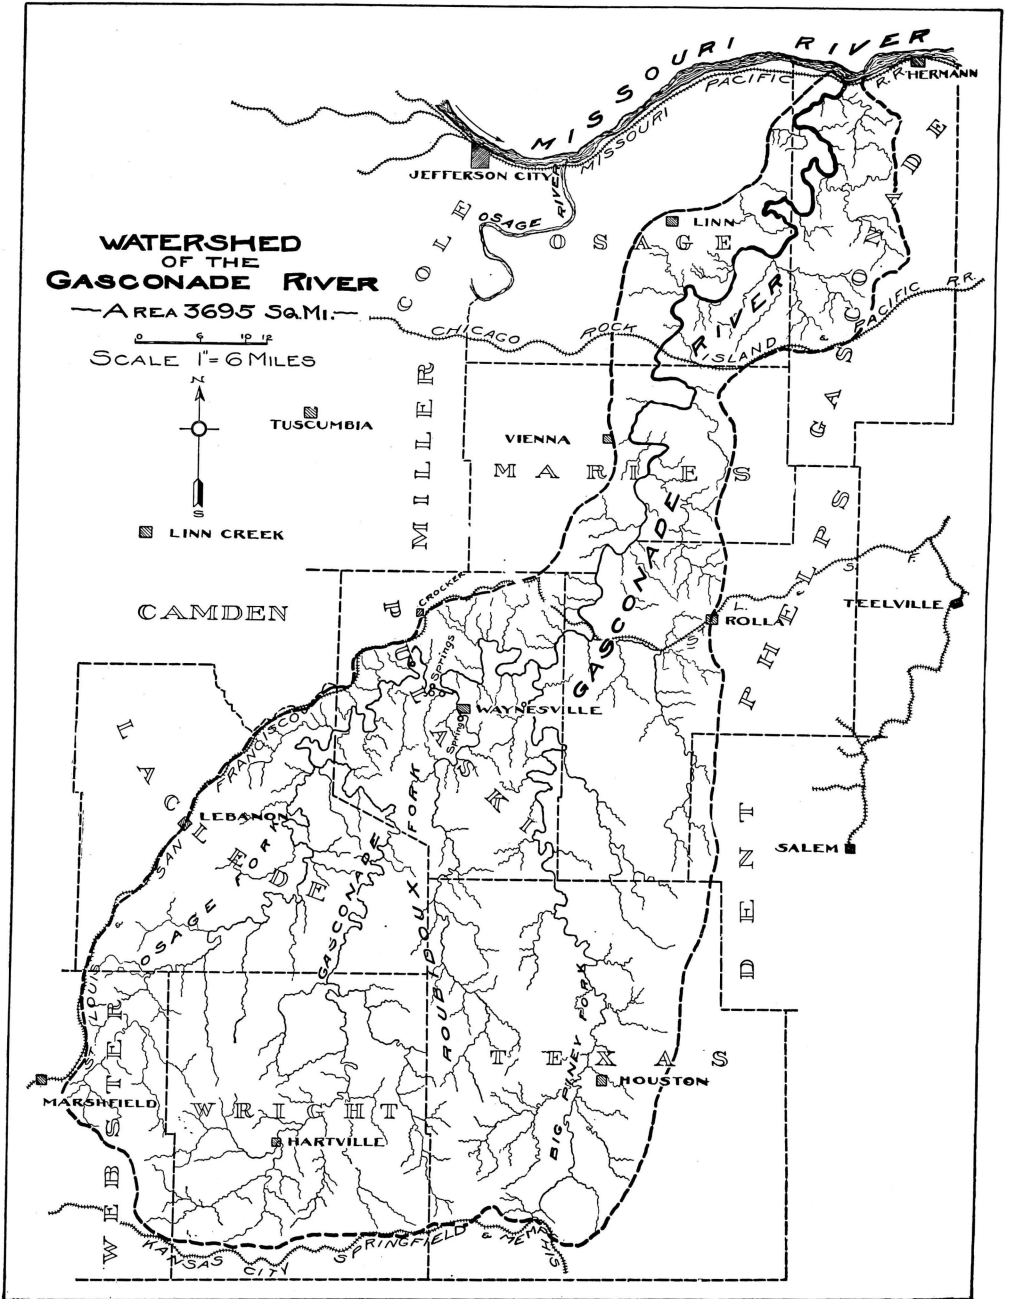 MISSOURI RIVER
MISSOURI PACIFIC R.R.
HERMANN
JEFFERSON CITY
OSAGE RIVER
COLE
OSAGE
LINN
GASCONADE
WATERSHED
OF THE
GASCONADE RIVER
AREA 3695 SQ.MI.
0 6 10 12
SCALE 1"= 6 MILES
N
S
CHICAGO ROCK ISLAND & PACIFIC R.R.
GASCONADE RIVER
TUSCUMBIA
MILLER
VIENNA
MARIES
LINN CREEK
CAMDEN
CROCKER
PULASKI
PHELPS
ST. L. & S. F.
ROLLA
TEELVILLE
Springs
WAYNESVILLE
Springs
LACLEDE
LEBANON
ST. LOUIS & SAN FRANCISCO
OSAGE FORK
GASCONADE
ROUBIDOUX FORK
BIG PINEY FORK
SALEM
DENT
TEXAS
HOUSTON
MARSHFIELD
WEBSTER
WRIGHT
HARTVILLE
KANSAS CITY SPRINGFIELD & MEMPHIS